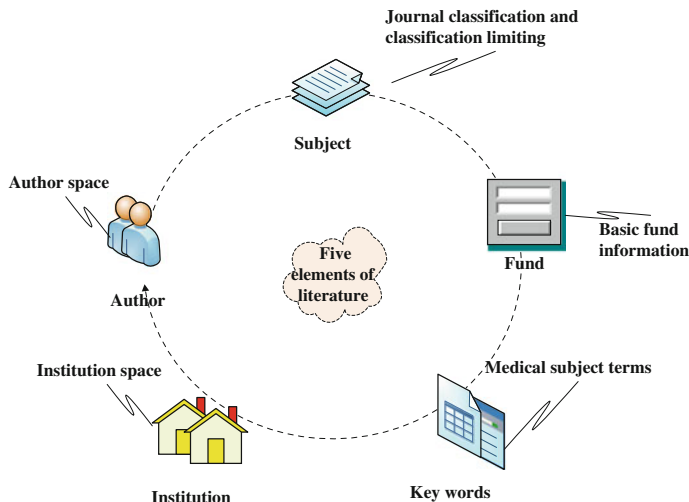 Journal classification and
classification limiting
Subject
Author space
Author
Fund
Basic fund
information
Five
elements of
literature
Institution space
Institution
Medical subject terms
Key words